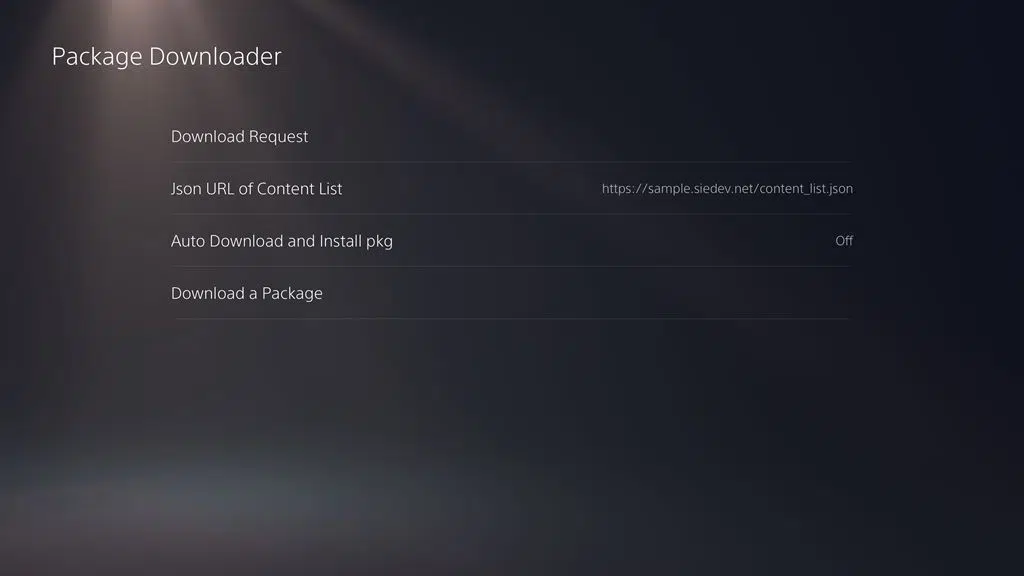 Package Downloader
Download Request
Json URL of Content List https://sample.siedev.net/content_list.json
Auto Download and Install pkg Off
Download a Package